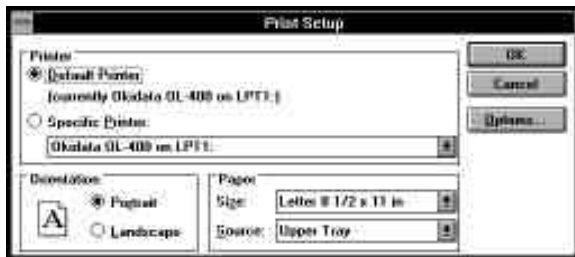 Print Setup
Printer
Default Printer
(currently Okidata OL-400 on LPT1:)
Specific Printer:
Okidata OL-400 on LPT1:
OK
Cancel
Options...
Orientation
A
Portrait
Landscape
Paper
Size: Letter 8 1/2 x 11 in
Source: Upper Tray